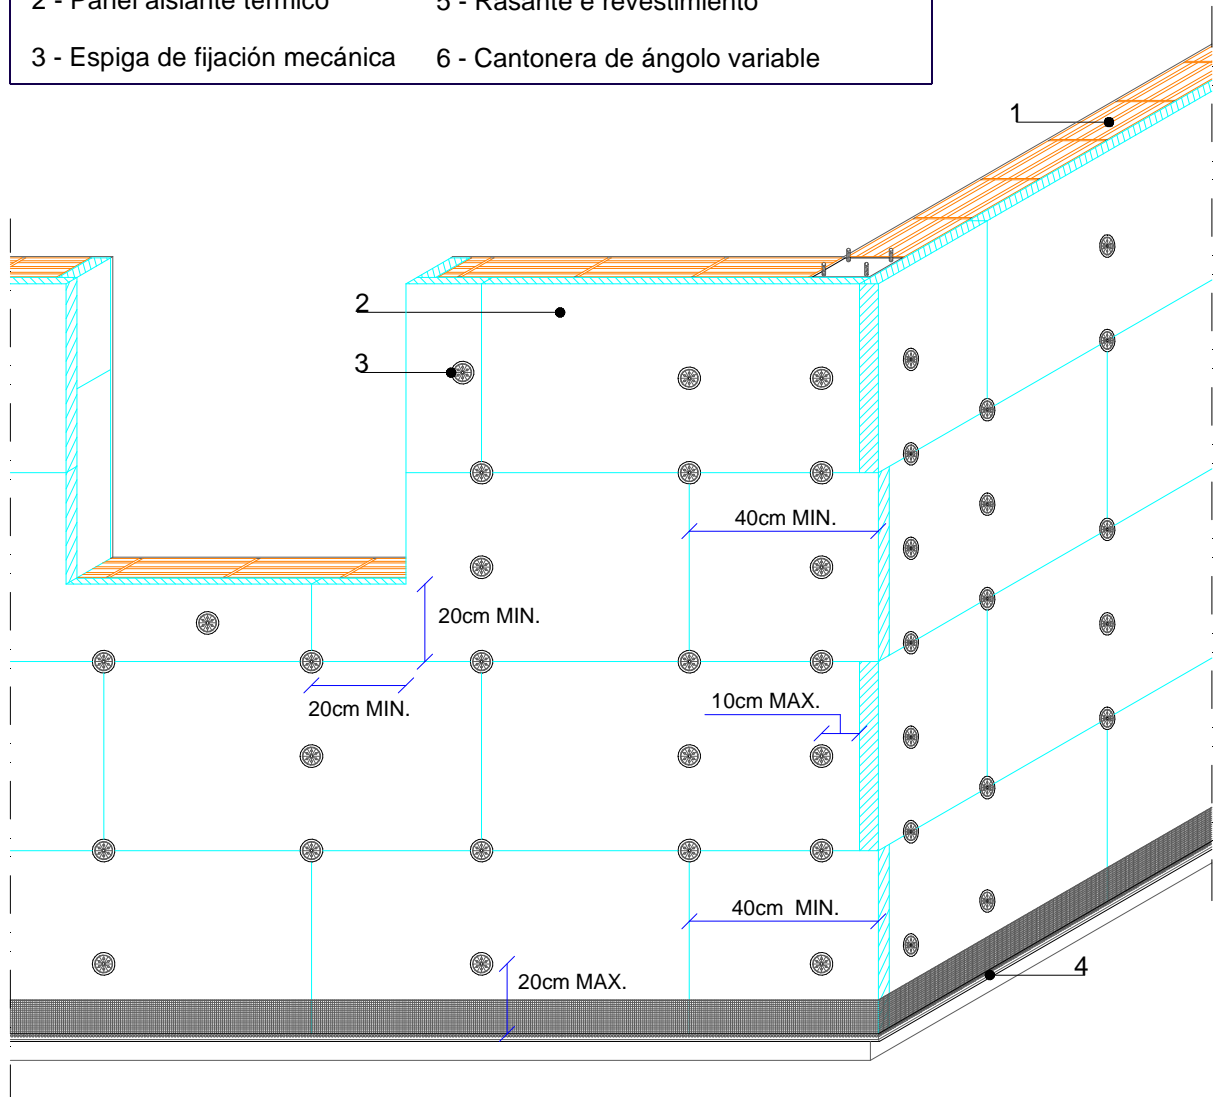 2 - Panel aislante térmico 5 - Rasante e revestimiento
3 - Espiga de fijación mecánica 6 - Cantonera de ángolo variable
1
2
3
40cm MIN.
20cm MIN.
20cm MIN.
10cm MAX.
40cm MIN.
4
20cm MAX.